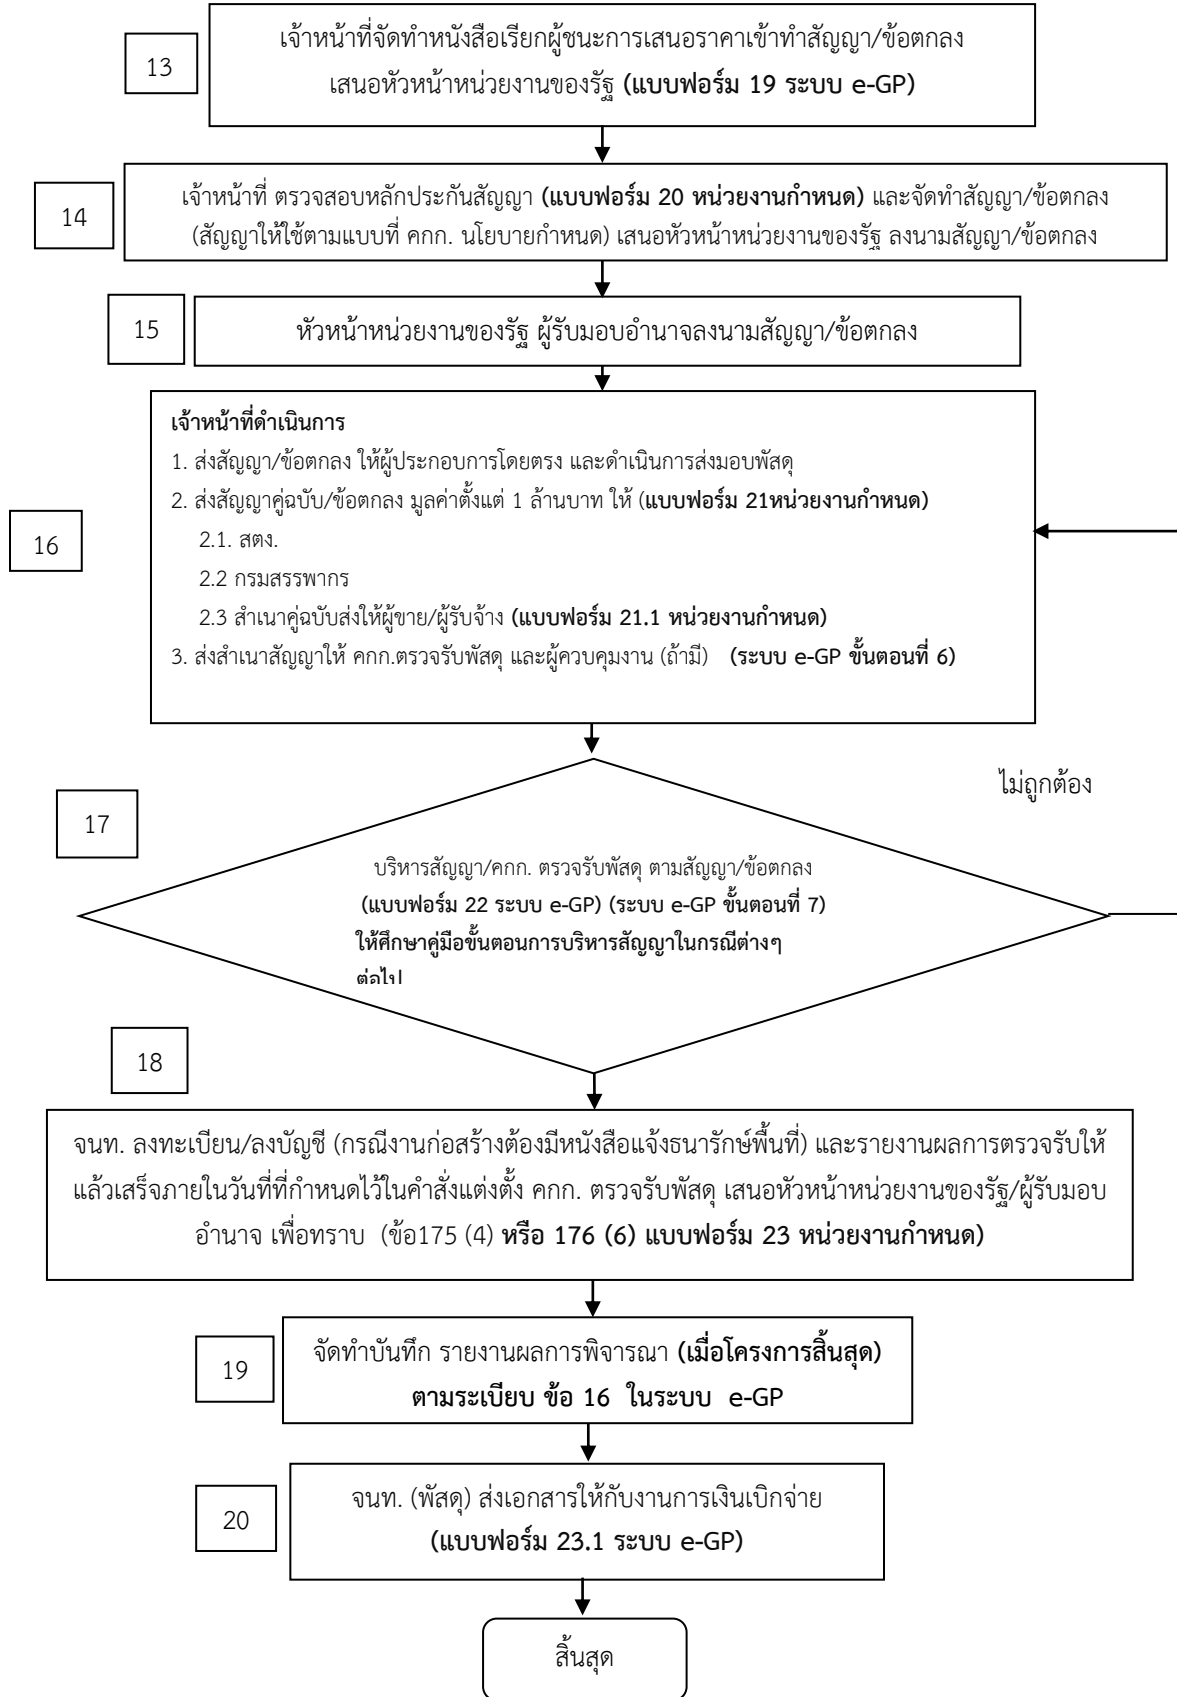 13
เจ้าหน้าที่จัดทำหนังสือเรียกผู้ชนะการเสนอราคาเข้าทำสัญญา/ข้อตกลง
เสนอหัวหน้าหน่วยงานของรัฐ (แบบฟอร์ม 19 ระบบ e-GP)
14
เจ้าหน้าที่ ตรวจสอบหลักประกันสัญญา (แบบฟอร์ม 20 หน่วยงานกำหนด) และจัดทำสัญญา/ข้อตกลง
(สัญญาให้ใช้ตามแบบที่ คกก. นโยบายกำหนด) เสนอหัวหน้าหน่วยงานของรัฐ ลงนามสัญญา/ข้อตกลง
15
หัวหน้าหน่วยงานของรัฐ ผู้รับมอบอำนาจลงนามสัญญา/ข้อตกลง
16
เจ้าหน้าที่ดำเนินการ
1. ส่งสัญญา/ข้อตกลง ให้ผู้ประกอบการโดยตรง และดำเนินการส่งมอบพัสดุ
2. ส่งสัญญาคู่ฉบับ/ข้อตกลง มูลค่าตั้งแต่ 1 ล้านบาท ให้ (แบบฟอร์ม 21หน่วยงานกำหนด)
2.1. สตง.
2.2 กรมสรรพากร
2.3 สำเนาคู่ฉบับส่งให้ผู้ขาย/ผู้รับจ้าง (แบบฟอร์ม 21.1 หน่วยงานกำหนด)
3. ส่งสำเนาสัญญาให้ คกก.ตรวจรับพัสดุ และผู้ควบคุมงาน (ถ้ามี) (ระบบ e-GP ขั้นตอนที่ 6)
ไม่ถูกต้อง
17
บริหารสัญญา/คกก. ตรวจรับพัสดุ ตามสัญญา/ข้อตกลง
(แบบฟอร์ม 22 ระบบ e-GP) (ระบบ e-GP ขั้นตอนที่ 7)
ให้ศึกษาคู่มือขั้นตอนการบริหารสัญญาในกรณีต่างๆ
ต่อไป
18
จนท. ลงทะเบียน/ลงบัญชี (กรณีงานก่อสร้างต้องมีหนังสือแจ้งธนารักษ์พื้นที่) และรายงานผลการตรวจรับให้
แล้วเสร็จภายในวันที่ที่กำหนดไว้ในคำสั่งแต่งตั้ง คกก. ตรวจรับพัสดุ เสนอหัวหน้าหน่วยงานของรัฐ/ผู้รับมอบ
อำนาจ เพื่อทราบ (ข้อ175 (4) หรือ 176 (6) แบบฟอร์ม 23 หน่วยงานกำหนด)
19
จัดทำบันทึก รายงานผลการพิจารณา (เมื่อโครงการสิ้นสุด)
ตามระเบียบ ข้อ 16 ในระบบ e-GP
20
จนท. (พัสดุ) ส่งเอกสารให้กับงานการเงินเบิกจ่าย
(แบบฟอร์ม 23.1 ระบบ e-GP)
สิ้นสุด